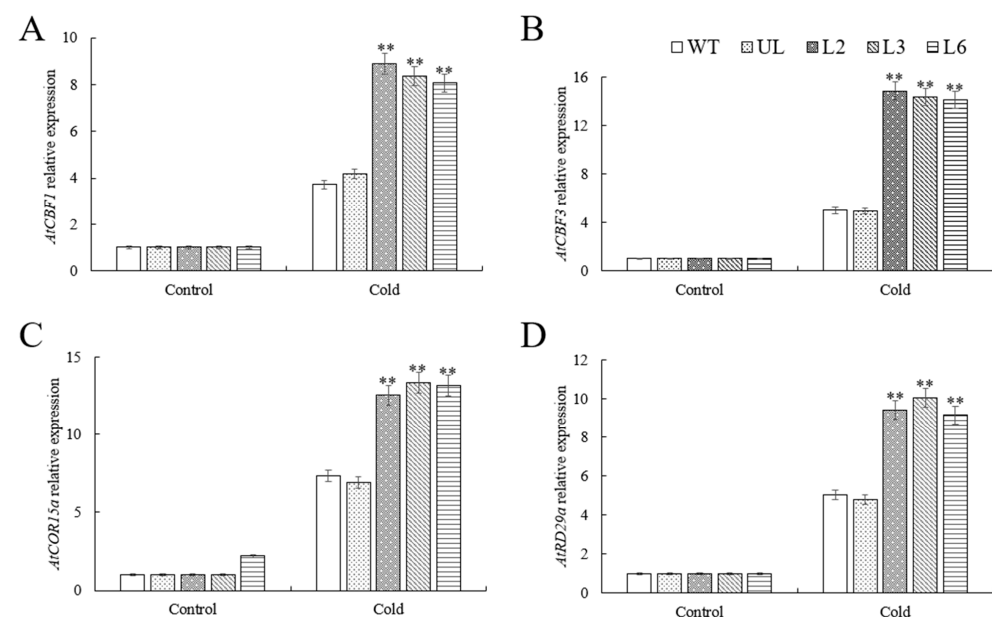 A
AtCBF1 relative expression
10
8
6
4
2
0
** ** **
Control Cold
B
WT UL L2 L3 L6
AtCBF3 relative expression
16
12
8
4
0
** ** **
Control Cold
C
AtCOR15a relative expression
15
10
5
0
** ** **
Control Cold
D
AtRD29a relative expression
12
10
8
6
4
2
0
** ** **
Control Cold